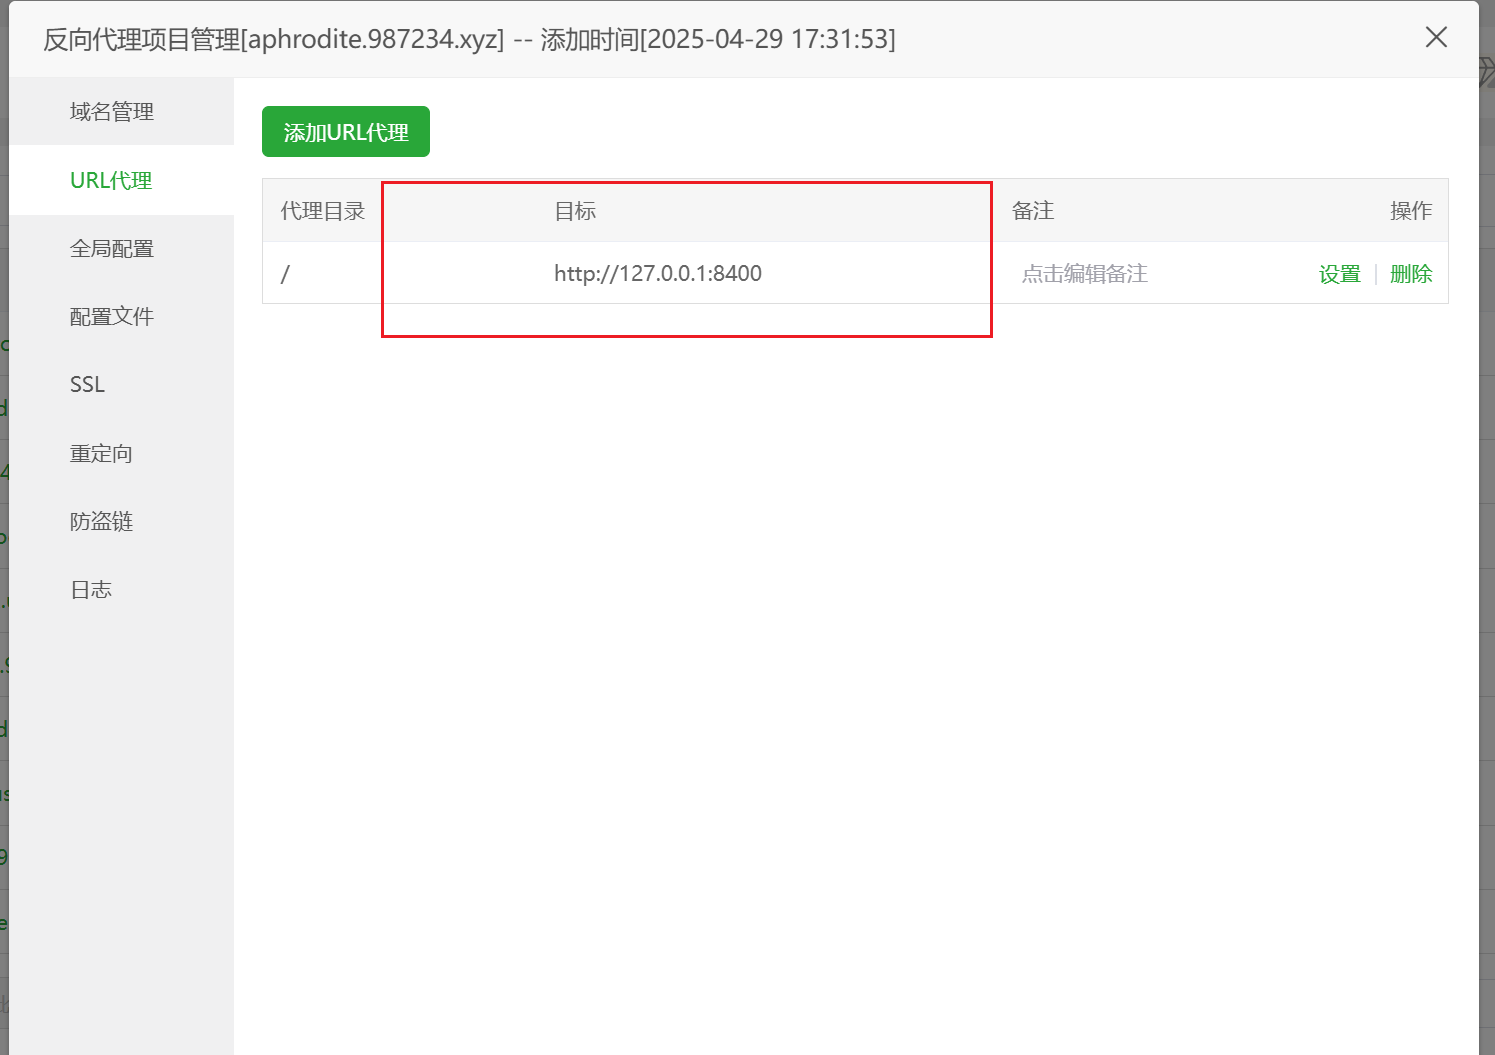 反向代理项目管理[aphrodite.987234.xyz] -- 添加时间[2025-04-29 17:31:53]
域名管理
URL代理
全局配置
配置文件
SSL
重定向
防盗链
日志
添加URL代理
代理目录 目标 备注 操作
/ http://127.0.0.1:8400 点击编辑备注 设置 | 删除